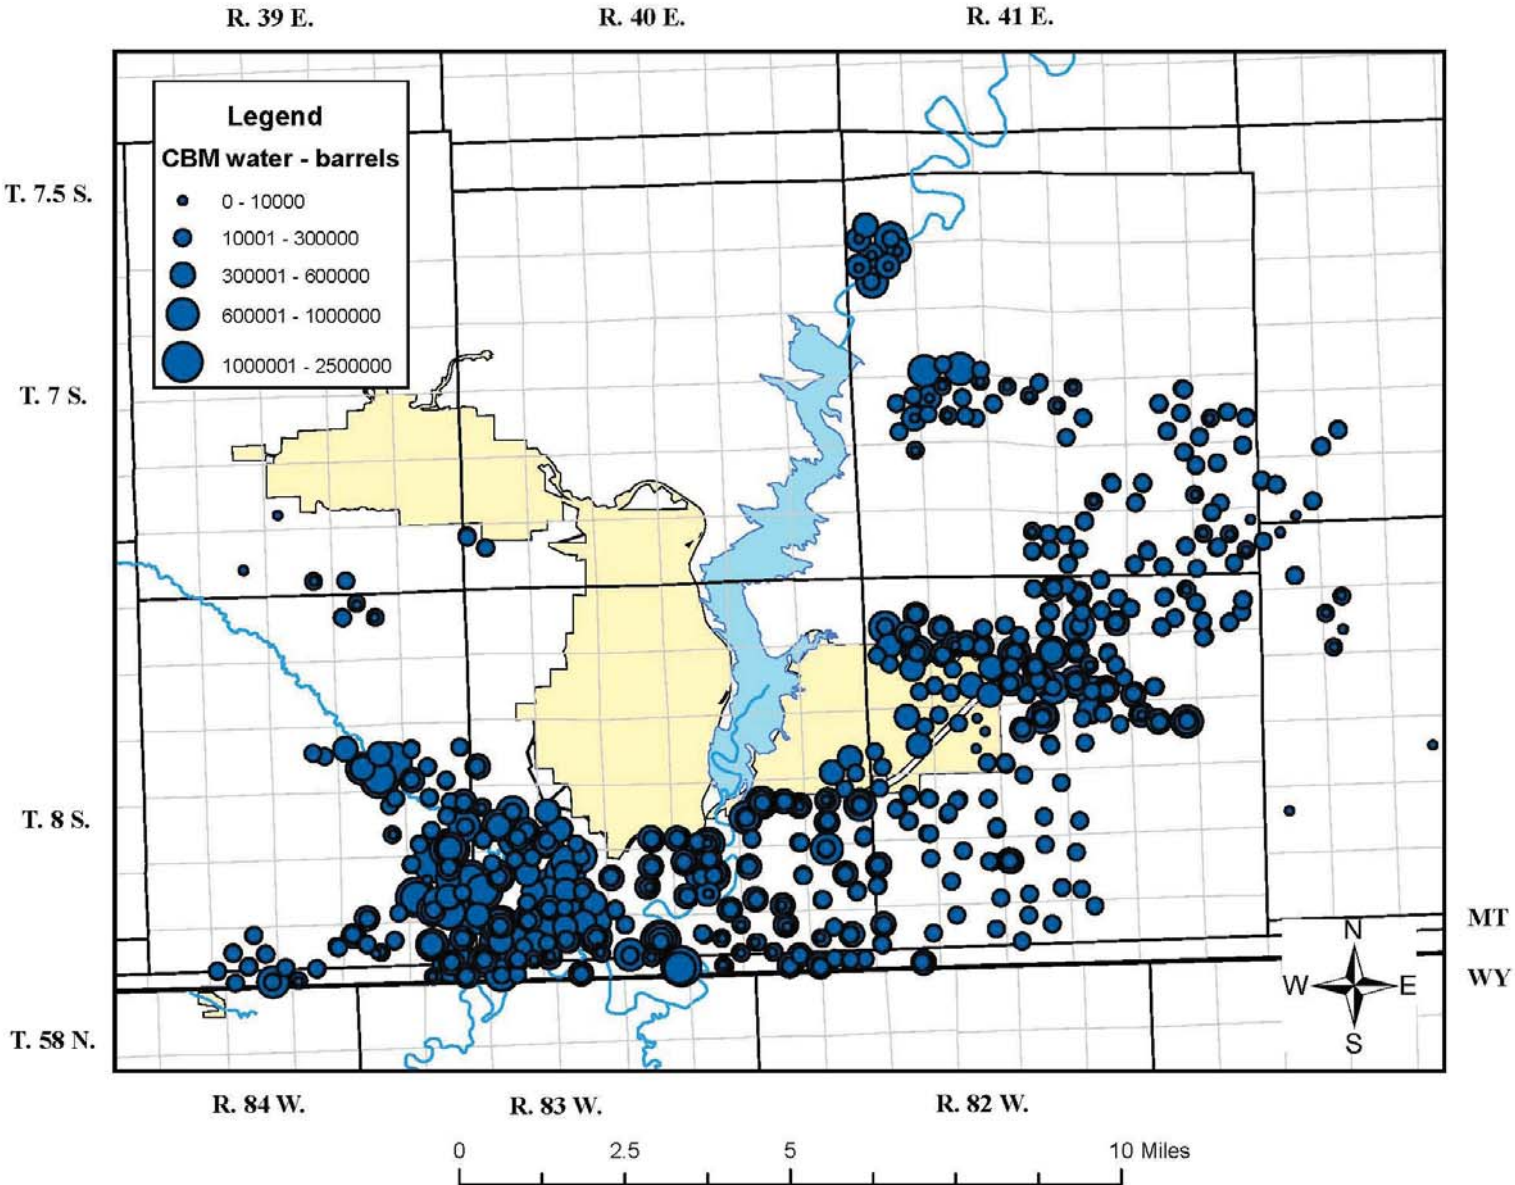 R. 39 E.
R. 40 E.
R. 41 E.
Legend
CBM water - barrels
0 - 10000
10001 - 300000
300001 - 600000
600001 - 1000000
1000001 - 2500000
T. 7.5 S.
T. 7 S.
T. 8 S.
T. 58 N.
MT
WY
N
W
E
S
R. 84 W.
R. 83 W.
R. 82 W.
0
2.5
5
10 Miles